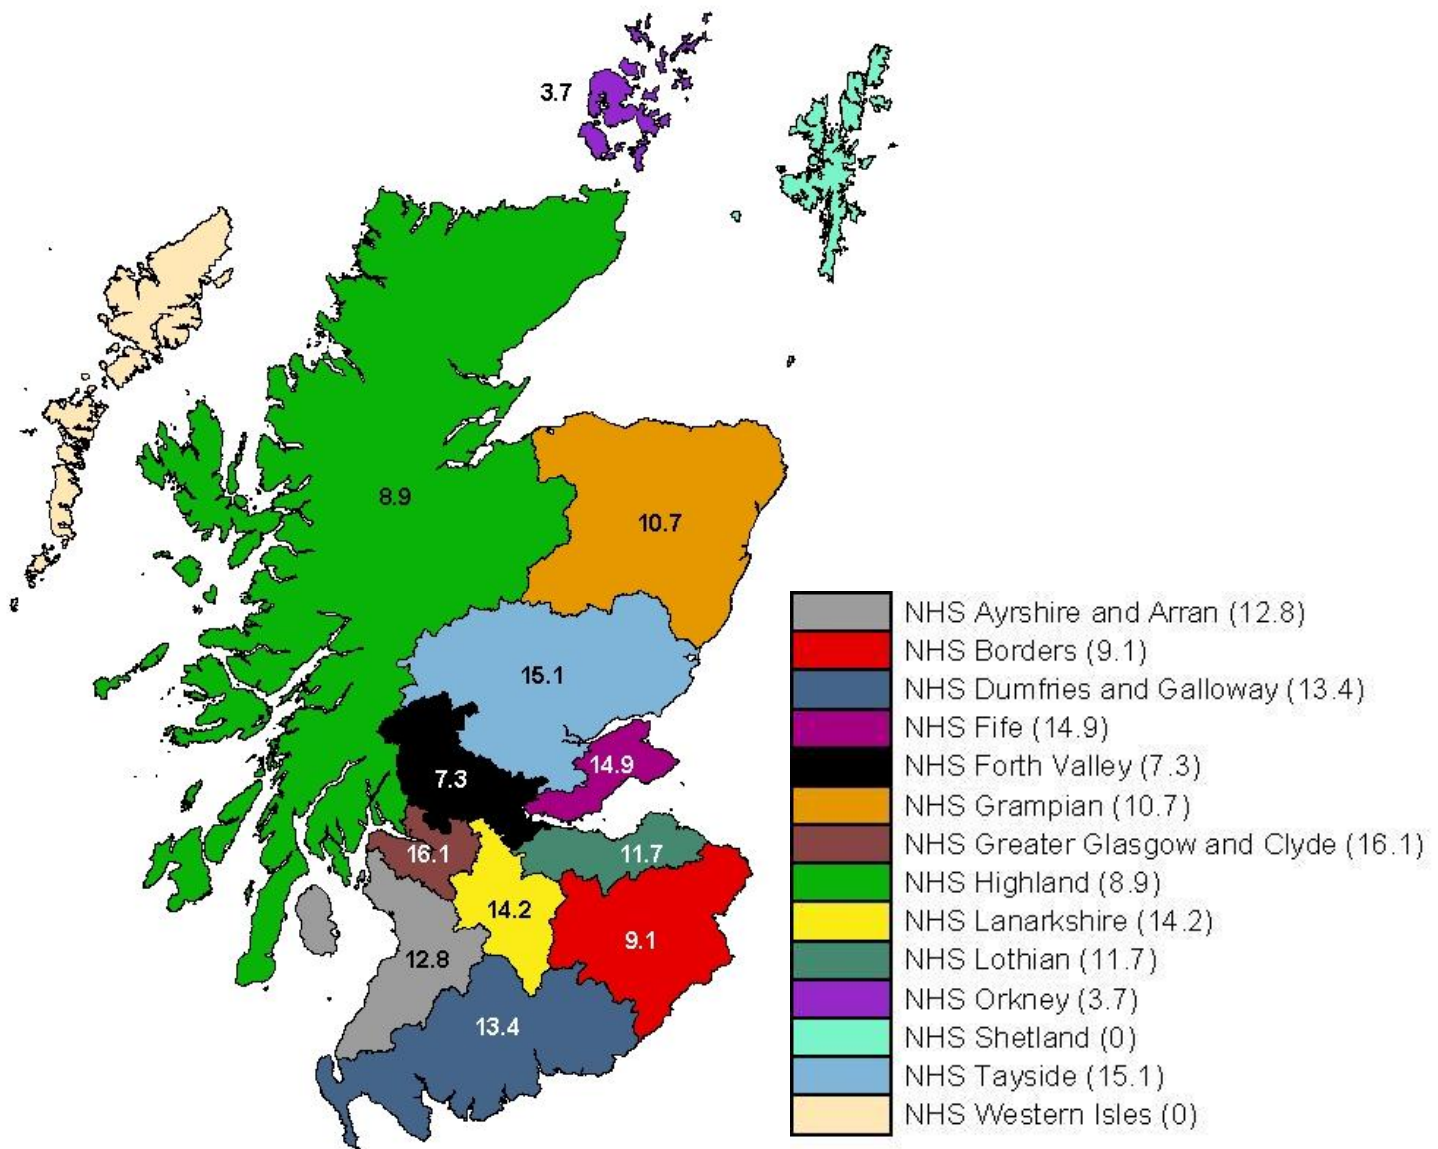 3.7
8.9
10.7
15.1
14.9
7.3
16.1
11.7
14.2
9.1
12.8
13.4
NHS Ayrshire and Arran (12.8)
NHS Borders (9.1)
NHS Dumfries and Galloway (13.4)
NHS Fife (14.9)
NHS Forth Valley (7.3)
NHS Grampian (10.7)
NHS Greater Glasgow and Clyde (16.1)
NHS Highland (8.9)
NHS Lanarkshire (14.2)
NHS Lothian (11.7)
NHS Orkney (3.7)
NHS Shetland (0)
NHS Tayside (15.1)
NHS Western Isles (0)